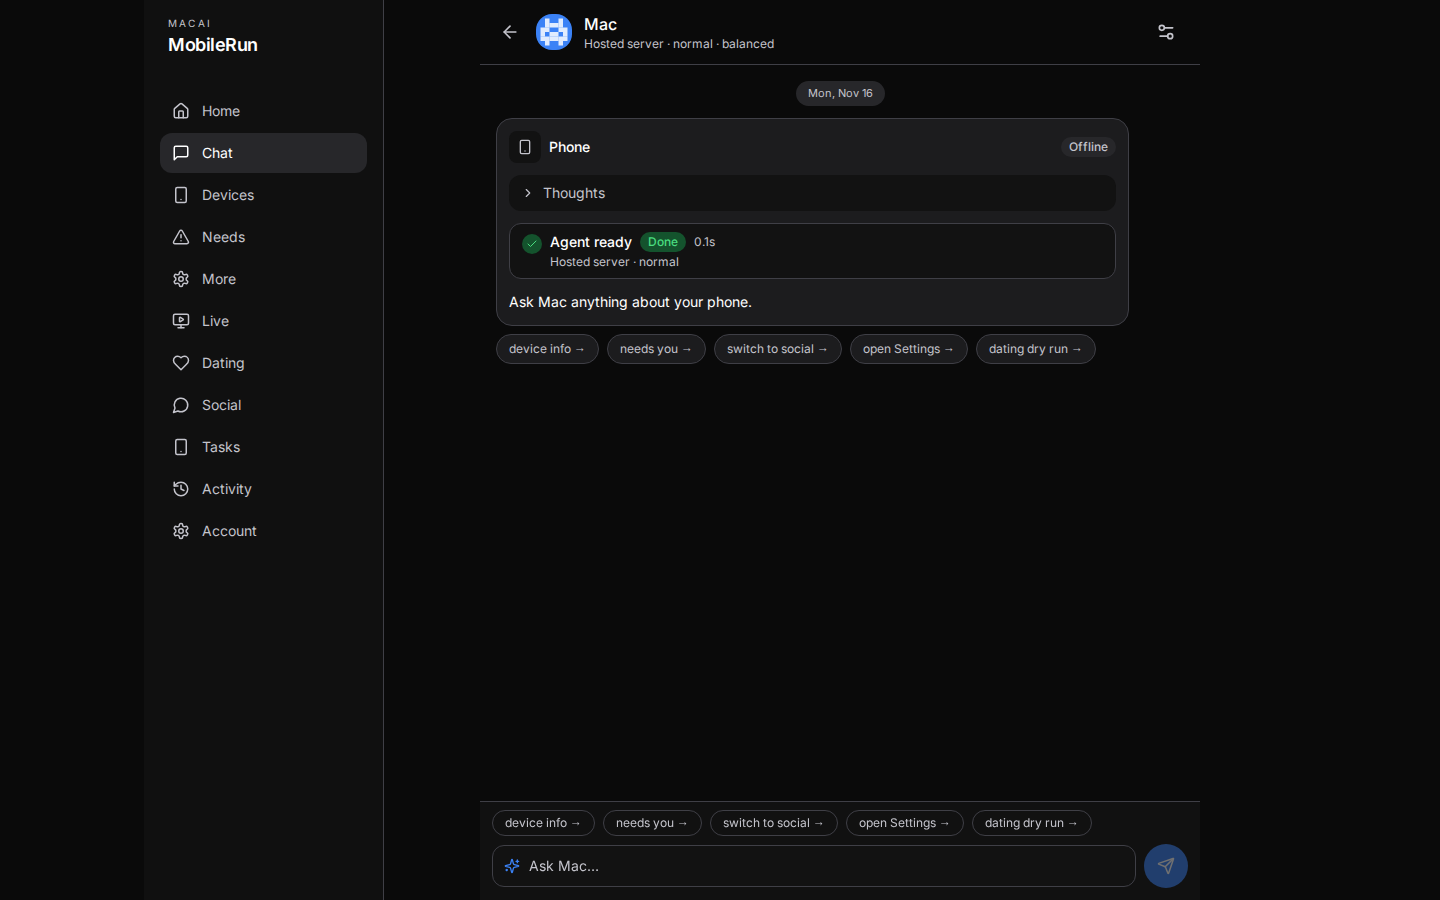 MACAI
MobileRun
Home
Chat
Devices
Needs
More
Live
Dating
Social
Tasks
Activity
Account
Mac
Hosted server · normal · balanced
Mon, Nov 16
Phone
Offline
Thoughts
Agent ready Done 0.1s
Hosted server · normal
Ask Mac anything about your phone.
device info → needs you → switch to social → open Settings → dating dry run →
device info → needs you → switch to social → open Settings → dating dry run →
Ask Mac...